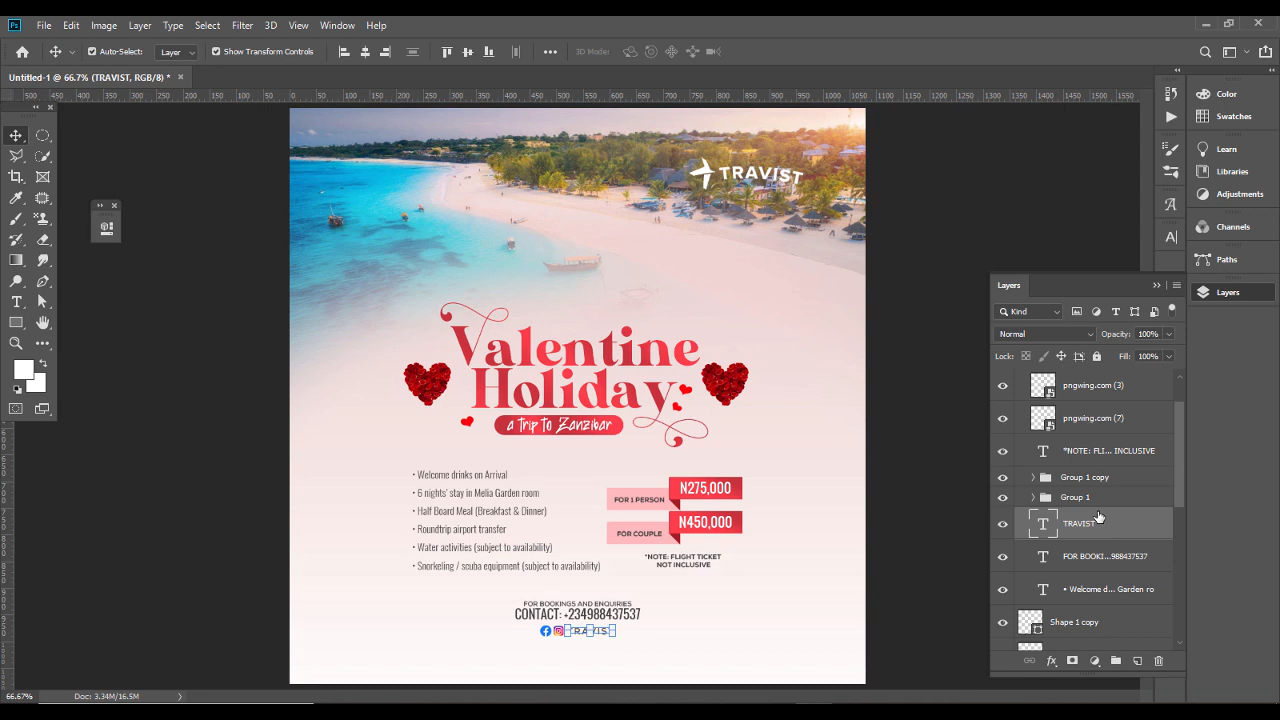 Ps File Edit Image Layer Type Select Filter 3D View Window Help
Auto-Select: Layer Show Transform Controls 3D Mode:
Untitled-1 @ 66.7% (TRAVIST, RGB/8) *
TRAVIST
Valentine
Holiday
a trip to Zanzibar
• Welcome drinks on Arrival
• 6 nights' stay in Melia Garden room
• Half Board Meal (Breakfast & Dinner)
• Roundtrip airport transfer
• Water activities (subject to availability)
• Snorkeling / scuba equipment (subject to availability)
FOR 1 PERSON N275,000
FOR COUPLE N450,000
*NOTE: FLIGHT TICKET
NOT INCLUSIVE
FOR BOOKINGS AND ENQUIRIES
CONTACT: +234988437537
TRAVIST
Color
Swatches
Learn
Libraries
Adjustments
Channels
Paths
Layers
Layers
Kind
Normal Opacity: 100%
Lock: Fill: 100%
pngwing.com (3)
pngwing.com (7)
*NOTE: FLI... INCLUSIVE
Group 1 copy
Group 1
TRAVIST
FOR BOOKI...988437537
• Welcome d... Garden ro
Shape 1 copy
66.67% Doc: 3.34M/16.5M